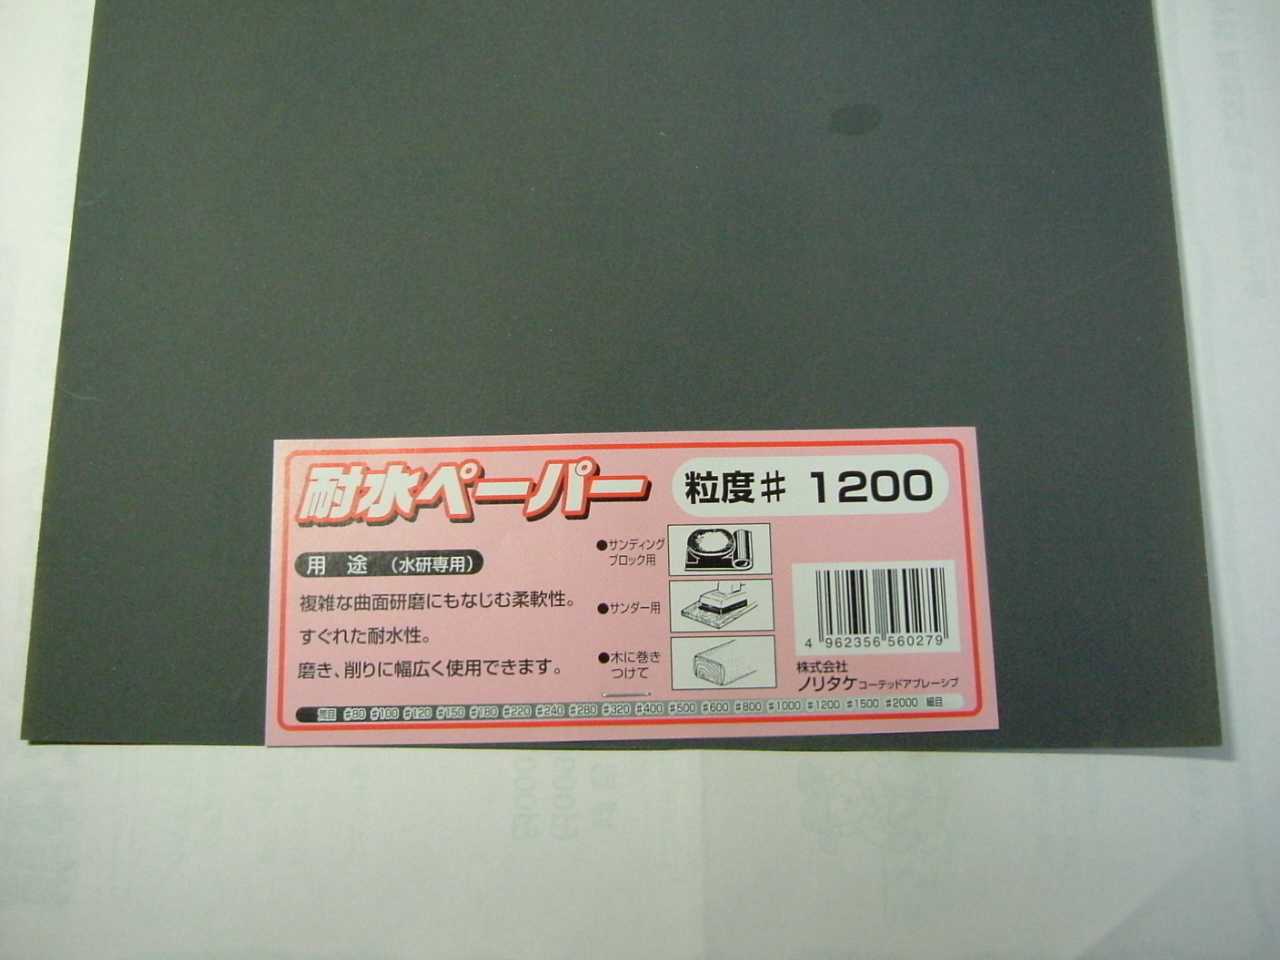 耐水ペーパー
粒度♯ 1200
用途 (水研専用)
複雑な曲面研磨にもなじむ柔軟性。
すぐれた耐水性。
磨き、削りに幅広く使用できます。
●サンディング
ブロック用
●サンダー用
●木に巻き
つけて
4 962356 560279
株式会社
ノリタケコーテッドアブレーシブ
荒目 ♯80 ♯100 ♯120 ♯150 ♯180 ♯220 ♯240 ♯280 ♯320 ♯400 ♯500 ♯600 ♯800 ♯1000 ♯1200 ♯1500 ♯2000 細目